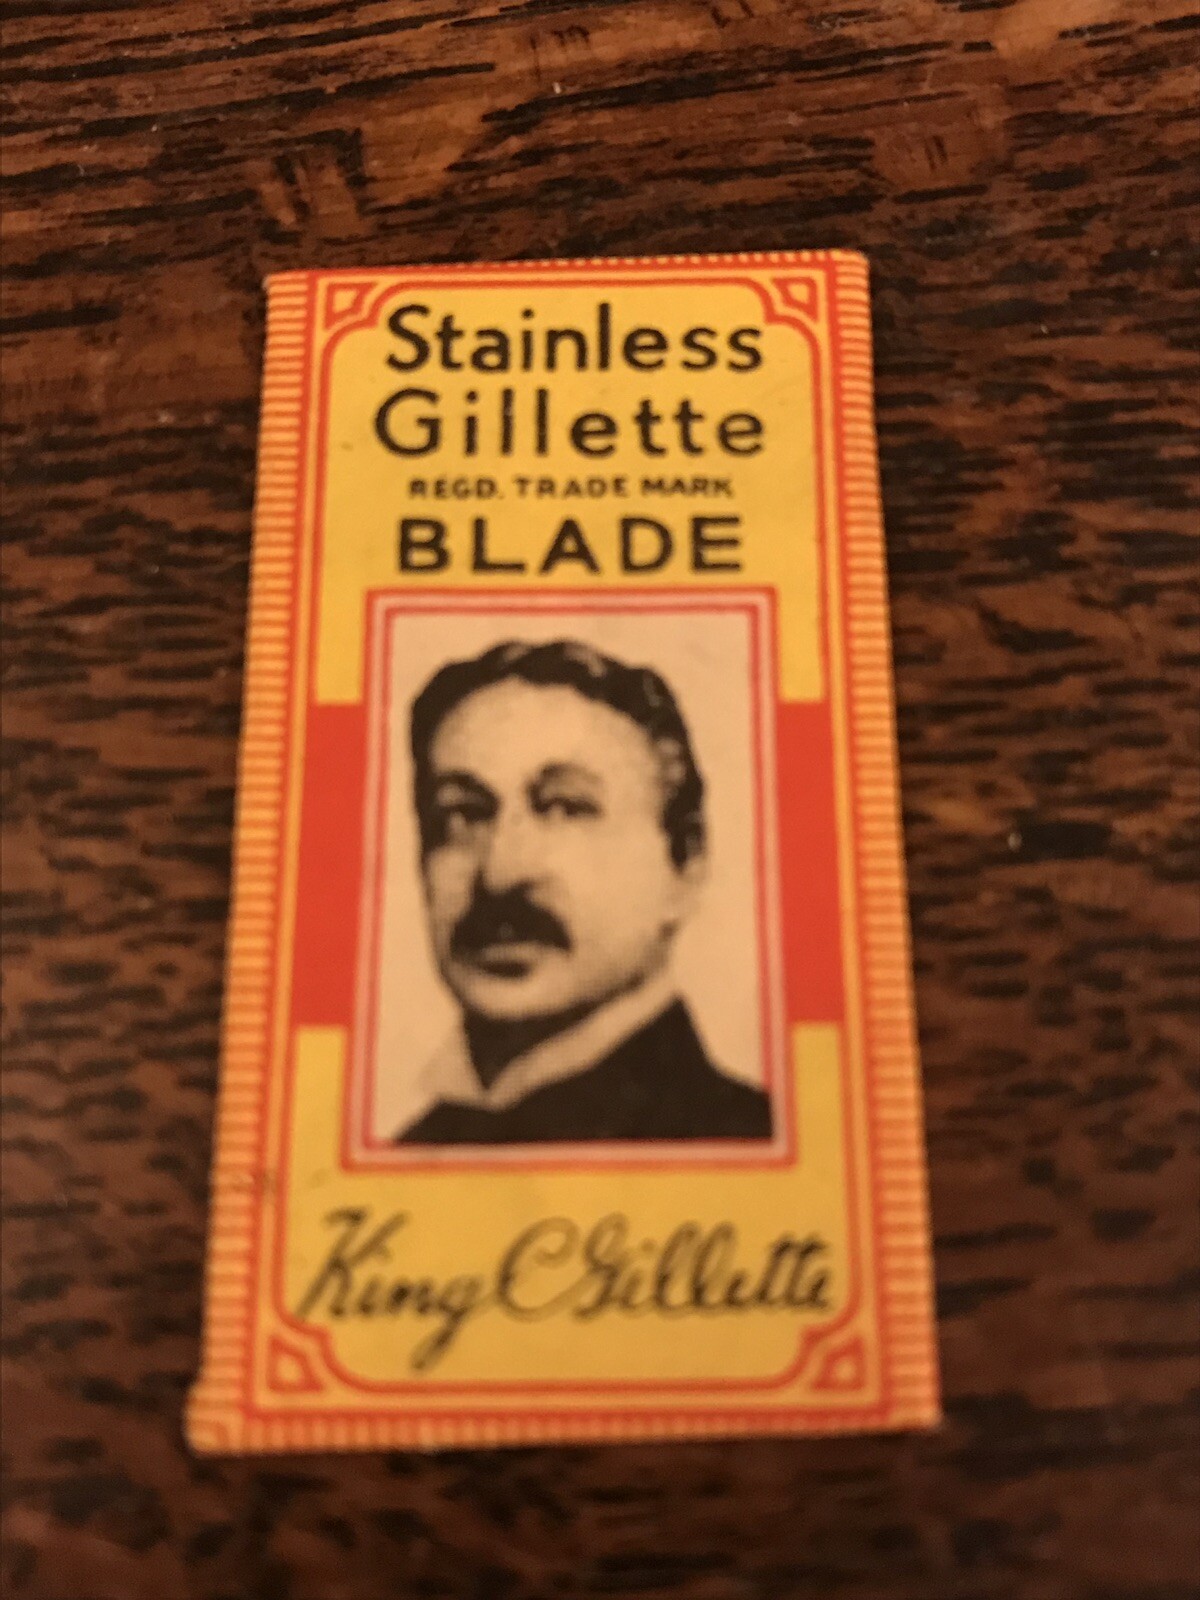 Stainless
Gillette
REGD. TRADE MARK
BLADE
King C Gillette